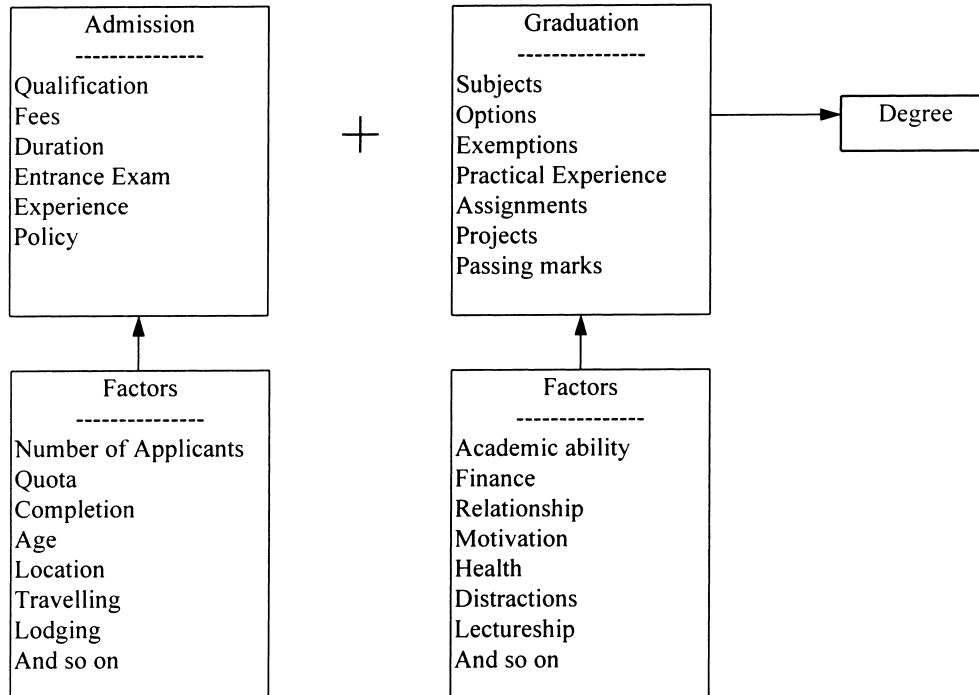 Admission
---------------
Qualification
Fees
Duration
Entrance Exam
Experience
Policy
+
Graduation
---------------
Subjects
Options
Exemptions
Practical Experience
Assignments
Projects
Passing marks
Degree
Factors
---------------
Number of Applicants
Quota
Completion
Age
Location
Travelling
Lodging
And so on
Factors
---------------
Academic ability
Finance
Relationship
Motivation
Health
Distractions
Lectureship
And so on